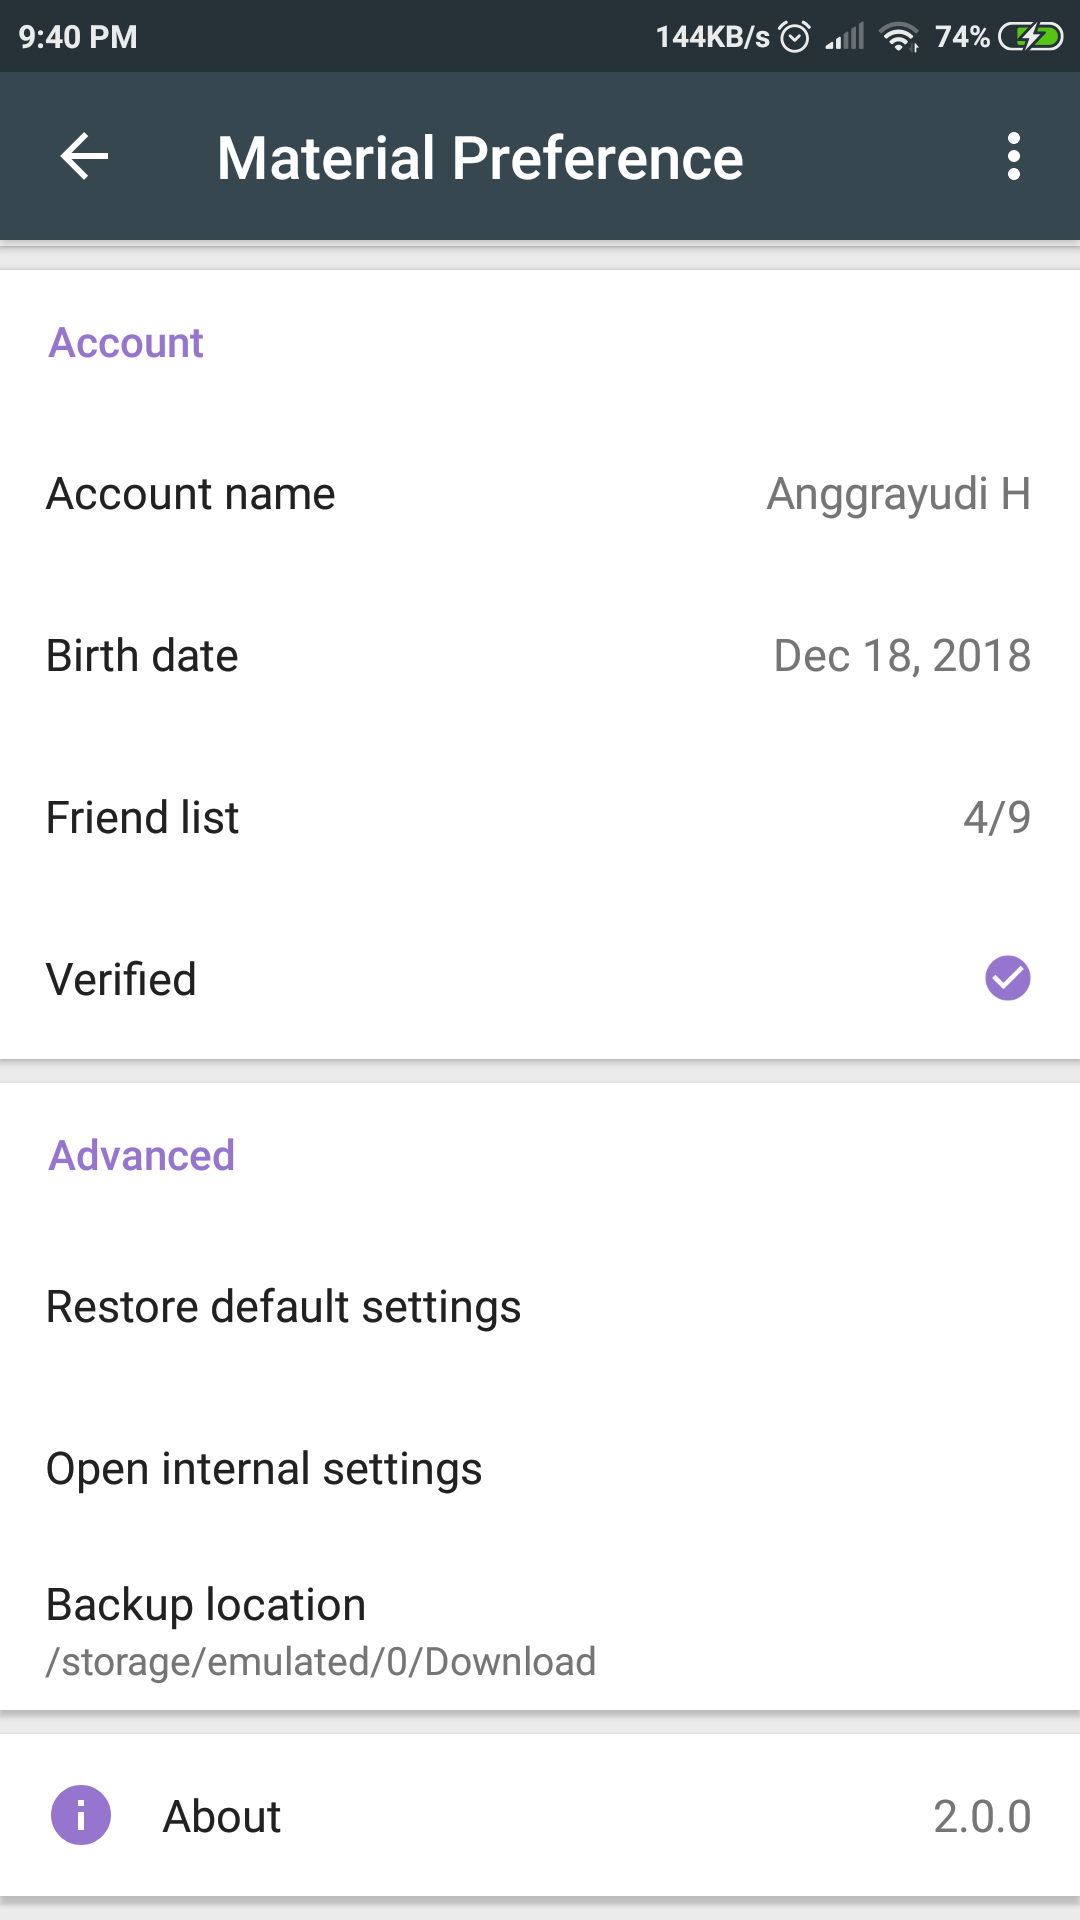 9:40 PM 144KB/s 74%
Material Preference
Account
Account name Anggrayudi H
Birth date Dec 18, 2018
Friend list 4/9
Verified
Advanced
Restore default settings
Open internal settings
Backup location
/storage/emulated/0/Download
About 2.0.0